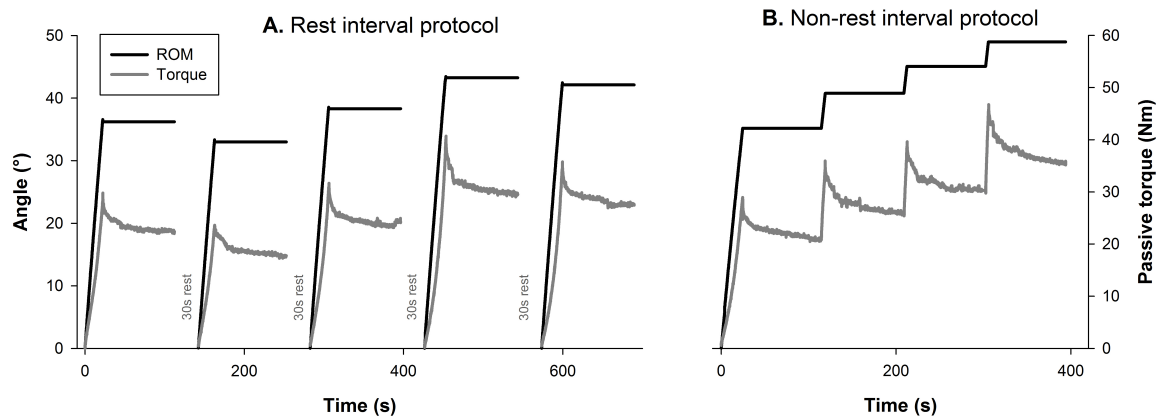 A. Rest interval protocol
B. Non-rest interval protocol
ROM
Torque
Angle (°)
50
40
30
20
10
0
30s rest
30s rest
30s rest
30s rest
0
200
400
600
Time (s)
0
200
400
Time (s)
60
50
40
30
20
10
0
Passive torque (Nm)